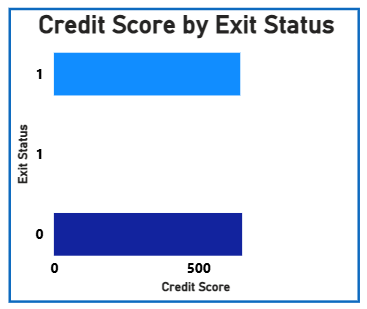 Credit Score by Exit Status
1
1
0
Exit Status
0 500
Credit Score